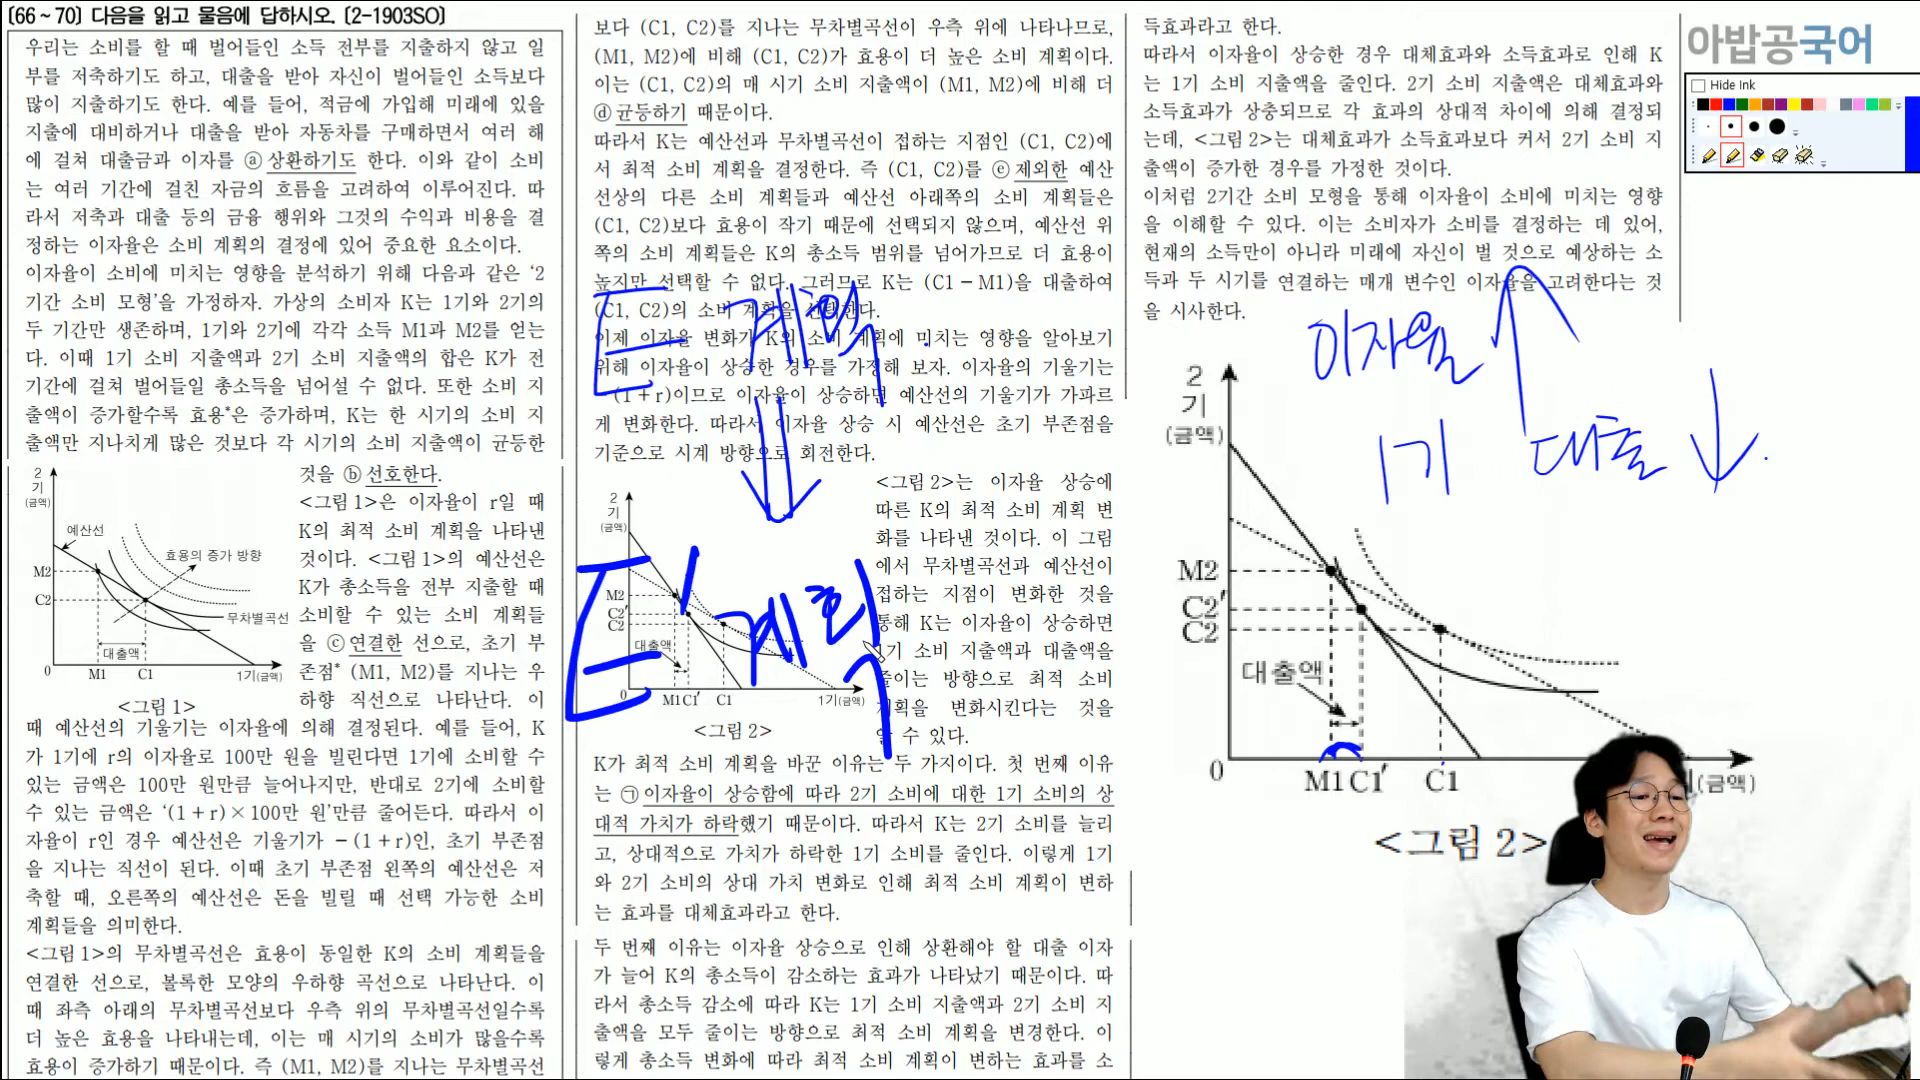 [66～70] 다음을 읽고 물음에 답하시오. [2-1903SO]
우리는 소비를 할 때 벌어들인 소득 전부를 지출하지 않고 일
부를 저축하기도 하고, 대출을 받아 자신이 벌어들인 소득보다
많이 지출하기도 한다. 예를 들어, 적금에 가입해 미래에 있을
지출에 대비하거나 대출을 받아 자동차를 구매하면서 여러 해
에 걸쳐 대출금과 이자를 ⓐ상환하기도 한다. 이와 같이 소비
는 여러 기간에 걸친 자금의 흐름을 고려하여 이루어진다. 따
라서 저축과 대출 등의 금융 행위와 그것의 수익과 비용을 결
정하는 이자율은 소비 계획의 결정에 있어 중요한 요소이다.
이자율이 소비에 미치는 영향을 분석하기 위해 다음과 같은 ‘2
기간 소비 모형’을 가정하자. 가상의 소비자 K는 1기와 2기의
두 기간만 생존하며, 1기와 2기에 각각 소득 M1과 M2를 얻는
다. 이때 1기 소비 지출액과 2기 소비 지출액의 합은 K가 전
기간에 걸쳐 벌어들일 총소득을 넘어설 수 없다. 또한 소비 지
출액이 증가할수록 효용*은 증가하며, K는 한 시기의 소비 지
출액만 지나치게 많은 것보다 각 시기의 소비 지출액이 균등한
것을 ⓑ 선호한다.
<그림 1>은 이자율이 r일 때
K의 최적 소비 계획을 나타낸
것이다. <그림 1>의 예산선은
K가 총소득을 전부 지출할 때
소비할 수 있는 소비 계획들
을 ⓒ연결한 선으로, 초기 부
존점* (M1, M2)를 지나는 우
하향 직선으로 나타난다. 이
2
기
(금액)
예산선
효용의 증가 방향
M2
C2
무차별곡선
대출액
0
M1
C1
1기(금액)
<그림 1>
때 예산선의 기울기는 이자율에 의해 결정된다. 예를 들어, K
가 1기에 r의 이자율로 100만 원을 빌린다면 1기에 소비할 수
있는 금액은 100만 원만큼 늘어나지만, 반대로 2기에 소비할
수 있는 금액은 ‘(1+r)×100만 원’만큼 줄어든다. 따라서 이
자율이 r인 경우 예산선은 기울기가 −(1+r)인, 초기 부존점
을 지나는 직선이 된다. 이때 초기 부존점 왼쪽의 예산선은 저
축할 때, 오른쪽의 예산선은 돈을 빌릴 때 선택 가능한 소비
계획들을 의미한다.
<그림 1>의 무차별곡선은 효용이 동일한 K의 소비 계획들을
연결한 선으로, 볼록한 모양의 우하향 곡선으로 나타난다. 이
때 좌측 아래의 무차별곡선보다 우측 위의 무차별곡선일수록
더 높은 효용을 나타내는데, 이는 매 시기의 소비가 많을수록
효용이 증가하기 때문이다. 즉 (M1, M2)를 지나는 무차별곡선
보다 (C1, C2)를 지나는 무차별곡선이 우측 위에 나타나므로,
(M1, M2)에 비해 (C1, C2)가 효용이 더 높은 소비 계획이다.
이는 (C1, C2)의 매 시기 소비 지출액이 (M1, M2)에 비해 더
ⓓ균등하기 때문이다.
따라서 K는 예산선과 무차별곡선이 접하는 지점인 (C1, C2)에
서 최적 소비 계획을 결정한다. 즉 (C1, C2)를 ⓔ제외한 예산
선상의 다른 소비 계획들과 예산선 아래쪽의 소비 계획들은
(C1, C2)보다 효용이 작기 때문에 선택되지 않으며, 예산선 위
쪽의 소비 계획들은 K의 총소득 범위를 넘어가므로 더 효용이
높지만 선택할 수 없다. 그러므로 K는 (C1−M1)을 대출하여
(C1, C2)의 소비 계획을 선택한다.
이제 이자율 변화가 K의 소비 계획에 미치는 영향을 알아보기
위해 이자율이 상승한 경우를 가정해 보자. 이자율의 기울기는
(1+r)이므로 이자율이 상승하면 예산선의 기울기가 가파르
게 변화한다. 따라서 이자율 상승 시 예산선은 초기 부존점을
기준으로 시계 방향으로 회전한다.
계획
<그림 2>는 이자율 상승에
따른 K의 최적 소비 계획 변
화를 나타낸 것이다. 이 그림
에서 무차별곡선과 예산선이
접하는 지점이 변화한 것을
통해 K는 이자율이 상승하면
1기 소비 지출액과 대출액을
줄이는 방향으로 최적 소비
계획을 변화시킨다는 것을
알 수 있다.
2
기
(금액)
M2
C2′
C2
대출액
0
M1 C1′
C1
1기(금액)
계획
<그림 2>
K가 최적 소비 계획을 바꾼 이유는 두 가지이다. 첫 번째 이유
는 ㉠이자율이 상승함에 따라 2기 소비에 대한 1기 소비의 상
대적 가치가 하락했기 때문이다. 따라서 K는 2기 소비를 늘리
고, 상대적으로 가치가 하락한 1기 소비를 줄인다. 이렇게 1기
와 2기 소비의 상대 가치 변화로 인해 최적 소비 계획이 변하
는 효과를 대체효과라고 한다.
두 번째 이유는 이자율 상승으로 인해 상환해야 할 대출 이자
가 늘어 K의 총소득이 감소하는 효과가 나타났기 때문이다. 따
라서 총소득 감소에 따라 K는 1기 소비 지출액과 2기 소비 지
출액을 모두 줄이는 방향으로 최적 소비 계획을 변경한다. 이
렇게 총소득 변화에 따라 최적 소비 계획이 변하는 효과를 소
득효과라고 한다.
따라서 이자율이 상승한 경우 대체효과와 소득효과로 인해 K
는 1기 소비 지출액을 줄인다. 2기 소비 지출액은 대체효과와
소득효과가 상충되므로 각 효과의 상대적 차이에 의해 결정되
는데, <그림 2>는 대체효과가 소득효과보다 커서 2기 소비 지
출액이 증가한 경우를 가정한 것이다.
이처럼 2기간 소비 모형을 통해 이자율이 소비에 미치는 영향
을 이해할 수 있다. 이는 소비자가 소비를 결정하는 데 있어,
현재의 소득만이 아니라 미래에 자신이 벌 것으로 예상하는 소
득과 두 시기를 연결하는 매개 변수인 이자율을 고려한다는 것
을 시사한다.
이자율
1기 대출
2
기
(금액)
M2
C2′
C2
대출액
0
M1 C1′
C1
(금액)
<그림 2>
아밥공국어
Hide Ink